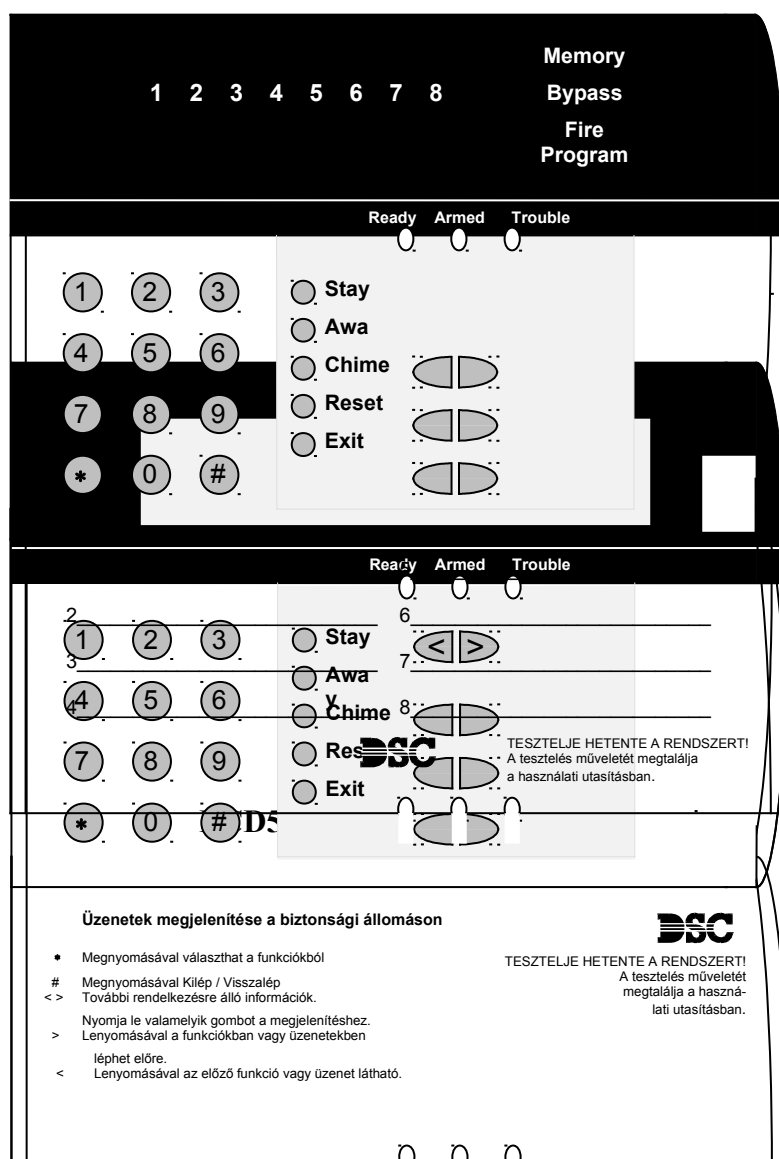 Memory
1 2 3 4 5 6 7 8 Bypass
Fire
Program
Ready Armed Trouble
1 2 3 Stay
Awa
4 5 6 Chime
7 8 9 Reset
Exit
* 0 #
Ready Armed Trouble
2 6
1 2 3 Stay < >
3 7
Awa
y
4 5 6 Chime
4 8
7 8 9 DSC
TESZTELJE HETENTE A RENDSZERT!
A tesztelés műveletét megtalálja
a használati utasításban.
Exit
* 0 #
Üzenetek megjelenítése a biztonsági állomáson
* Megnyomásával választhat a funkciókból
# Megnyomásával Kilép / Visszalép
< > További rendelkezésre álló információk.
Nyomja le valamelyik gombot a megjelenítéshez.
> Lenyomásával a funkciókban vagy üzenetekben
léphet előre.
< Lenyomásával az előző funkció vagy üzenet látható.
DSC
TESZTELJE HETENTE A RENDSZERT!
A tesztelés műveletét
megtalálja a haszná-
lati utasításban.